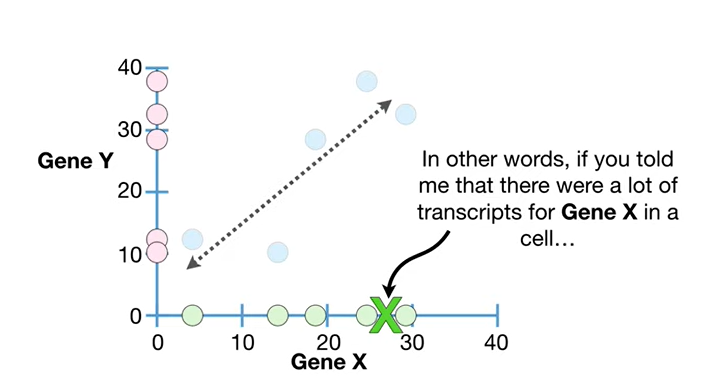 40
30
Gene Y
20
10
0
In other words, if you told
me that there were a lot of
transcripts for Gene X in a
cell…
X
0 10 20 30 40
Gene X